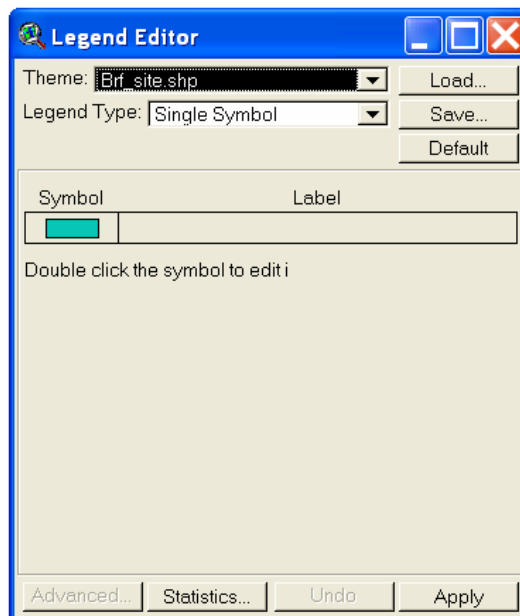 Legend Editor
Theme: Brf_site.shp Load...
Legend Type: Single Symbol Save...
Default
Symbol Label
Double click the symbol to edit i
Advanced... Statistics... Undo Apply